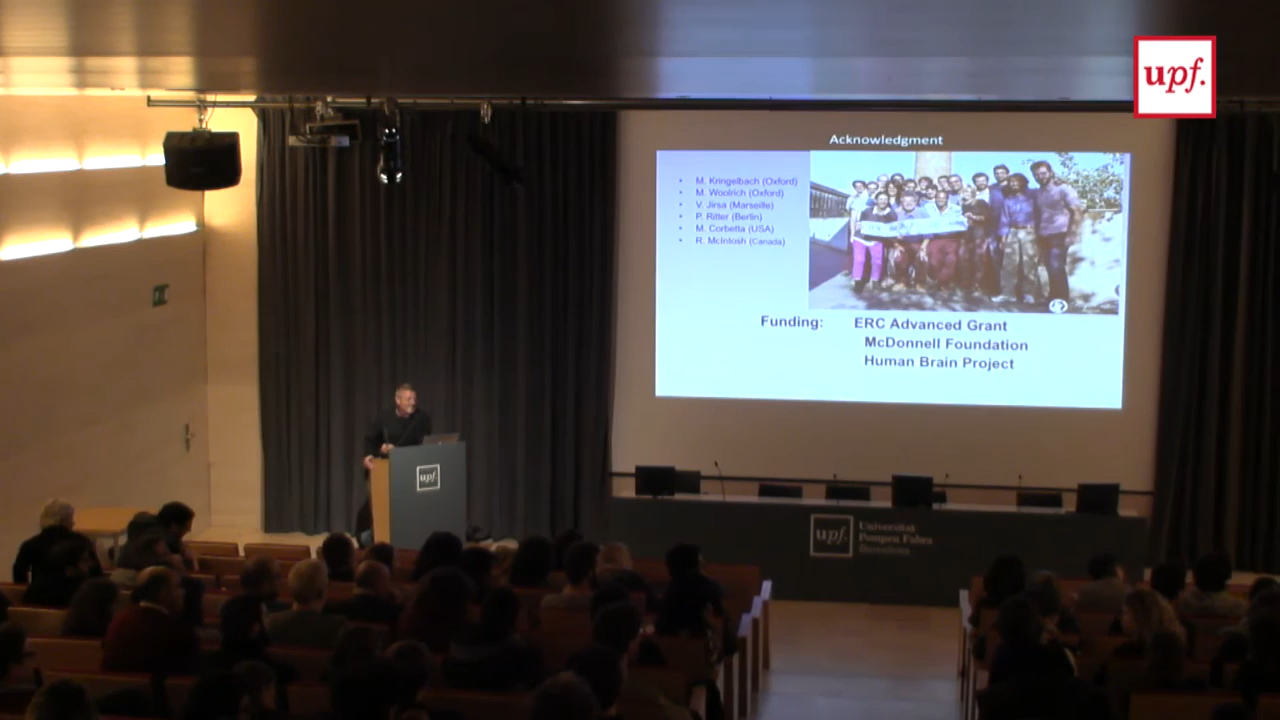 upf.
Acknowledgment
• M. Kringelbach (Oxford)
• M. Woolrich (Oxford)
• V. Jirsa (Marseille)
• P. Ritter (Berlin)
• M. Corbetta (USA)
• R. McIntosh (Canada)
Funding: ERC Advanced Grant
McDonnell Foundation
Human Brain Project
upf.
upf.
Universitat
Pompeu Fabra
Barcelona